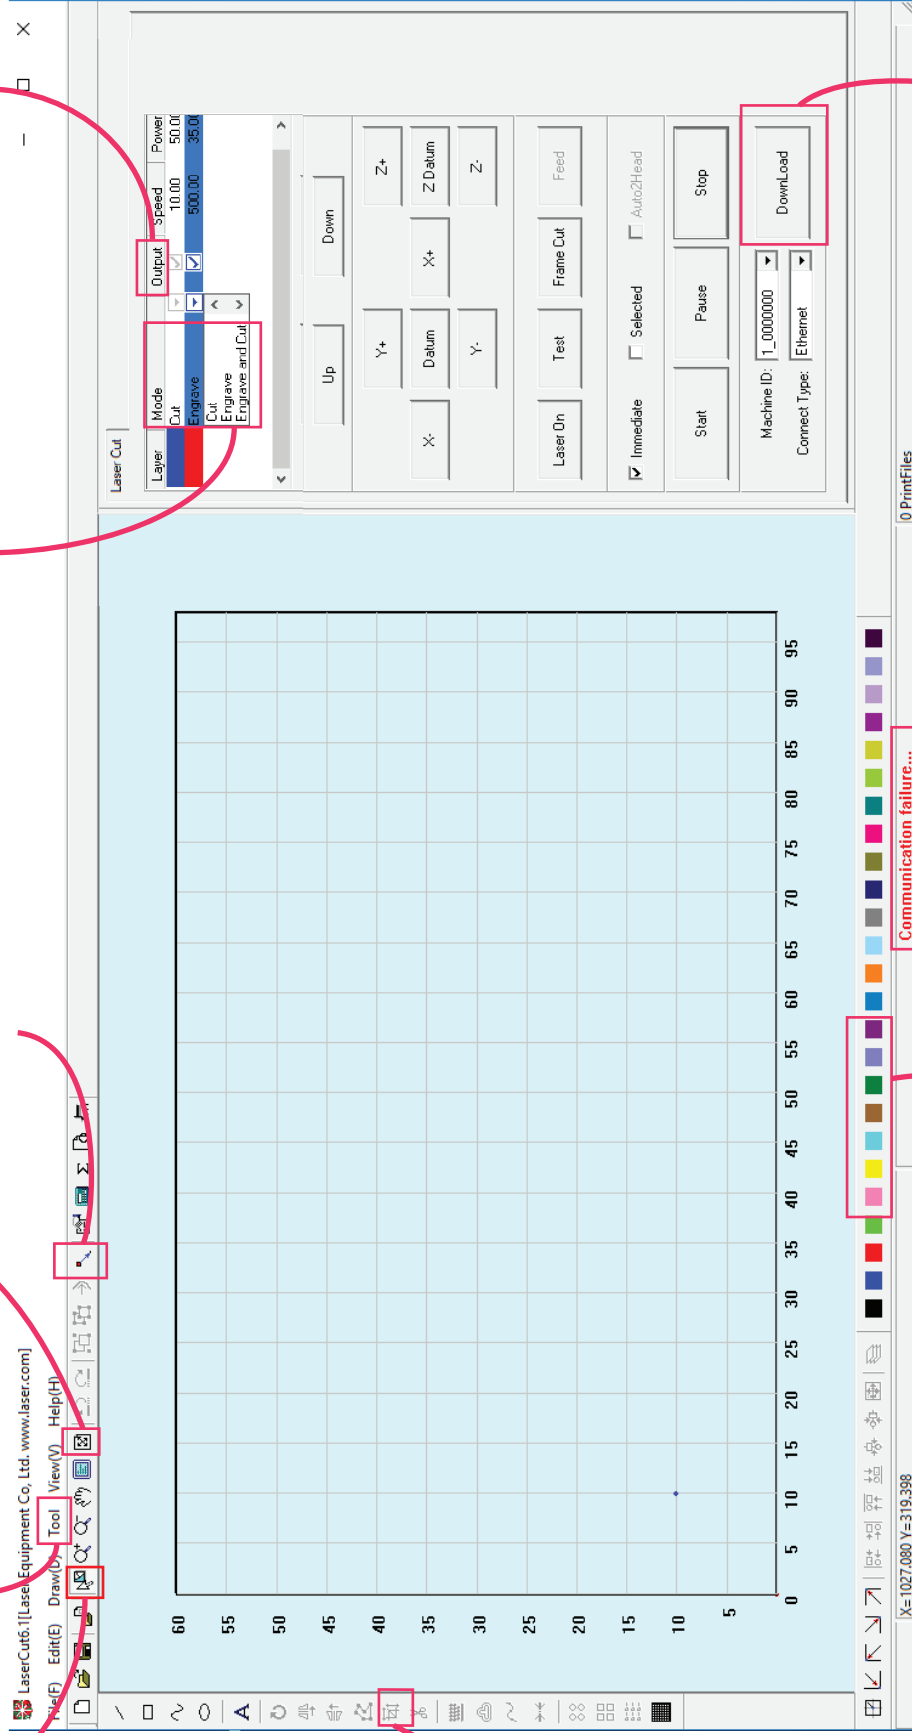 LaserCut6.1[Laser Equipment Co, Ltd. www.laser.com]
File(F) Edit(E) Draw(D) Tool View(V) Help(H)
Laser Cut
Layer Mode Output Speed Power
Cut 10.00 50.00
Engrave 500.00 35.00
Cut
Engrave
Engrave and Cut
Up Down
Y+ Z+
X- Datum X+ Z Datum
Y- Z-
Laser On Test Frame Cut Feed
Immediate Selected Auto2Head
Start Pause Stop
Machine ID: 1_0000000 DownLoad
Connect Type: Ethernet
60
55
50
45
40
35
30
25
20
15
10
5
0 5 10 15 20 25 30 35 40 45 50 55 60 65 70 75 80 85 90 95
X=1027.080 Y=319.398 Communication failure... 0 PrintFiles